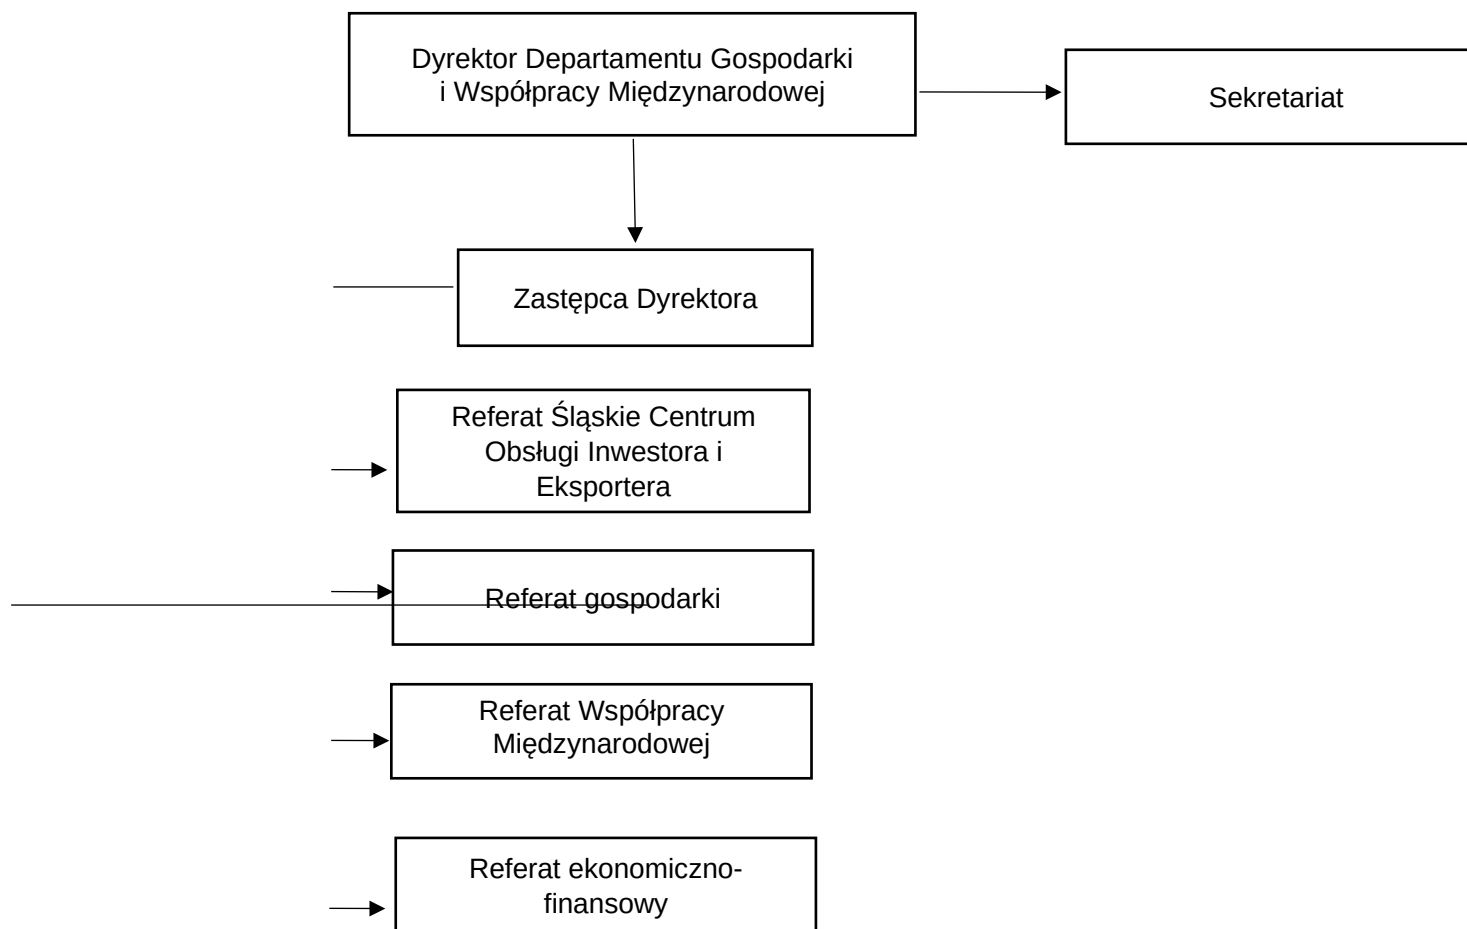 Dyrektor Departamentu Gospodarki
i Współpracy Międzynarodowej
Sekretariat
Zastępca Dyrektora
Referat Śląskie Centrum
Obsługi Inwestora i
Eksportera
Referat gospodarki
Referat Współpracy
Międzynarodowej
Referat ekonomiczno-
finansowy